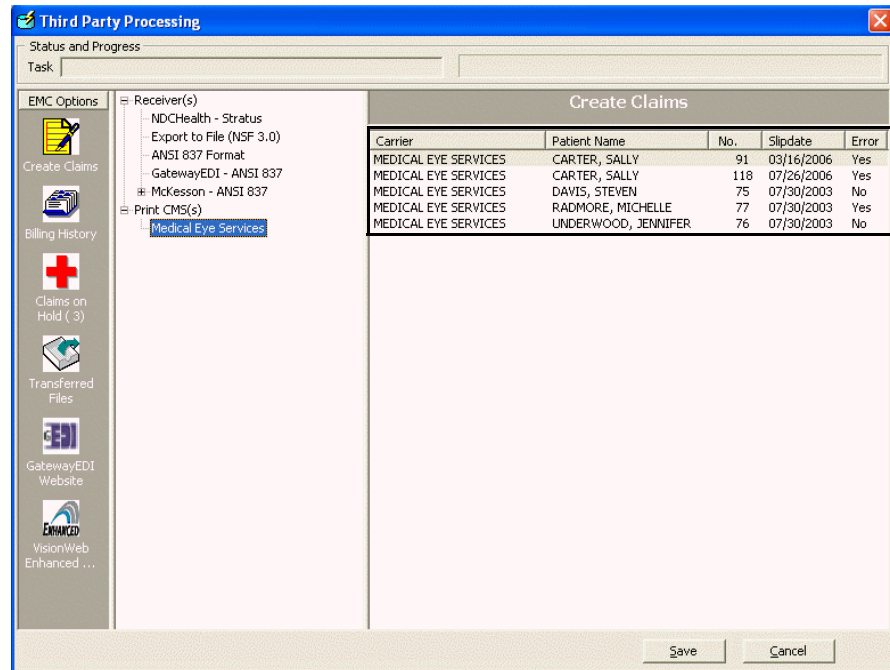 Third Party Processing
Status and Progress
Task
EMC Options
Create Claims
Billing History
Claims on
Hold ( 3)
Transferred
Files
GEDI
GatewayEDI
Website
ENHANCED
VisionWeb
Enhanced ...
Receiver(s)
NDCHealth - Stratus
Export to File (NSF 3.0)
ANSI 837 Format
GatewayEDI - ANSI 837
McKesson - ANSI 837
Print CMS(s)
Medical Eye Services
Create Claims
Carrier Patient Name No. Slipdate Error
MEDICAL EYE SERVICES CARTER, SALLY 91 03/16/2006 Yes
MEDICAL EYE SERVICES CARTER, SALLY 118 07/26/2006 Yes
MEDICAL EYE SERVICES DAVIS, STEVEN 75 07/30/2003 No
MEDICAL EYE SERVICES RADMORE, MICHELLE 77 07/30/2003 Yes
MEDICAL EYE SERVICES UNDERWOOD, JENNIFER 76 07/30/2003 No
Save Cancel